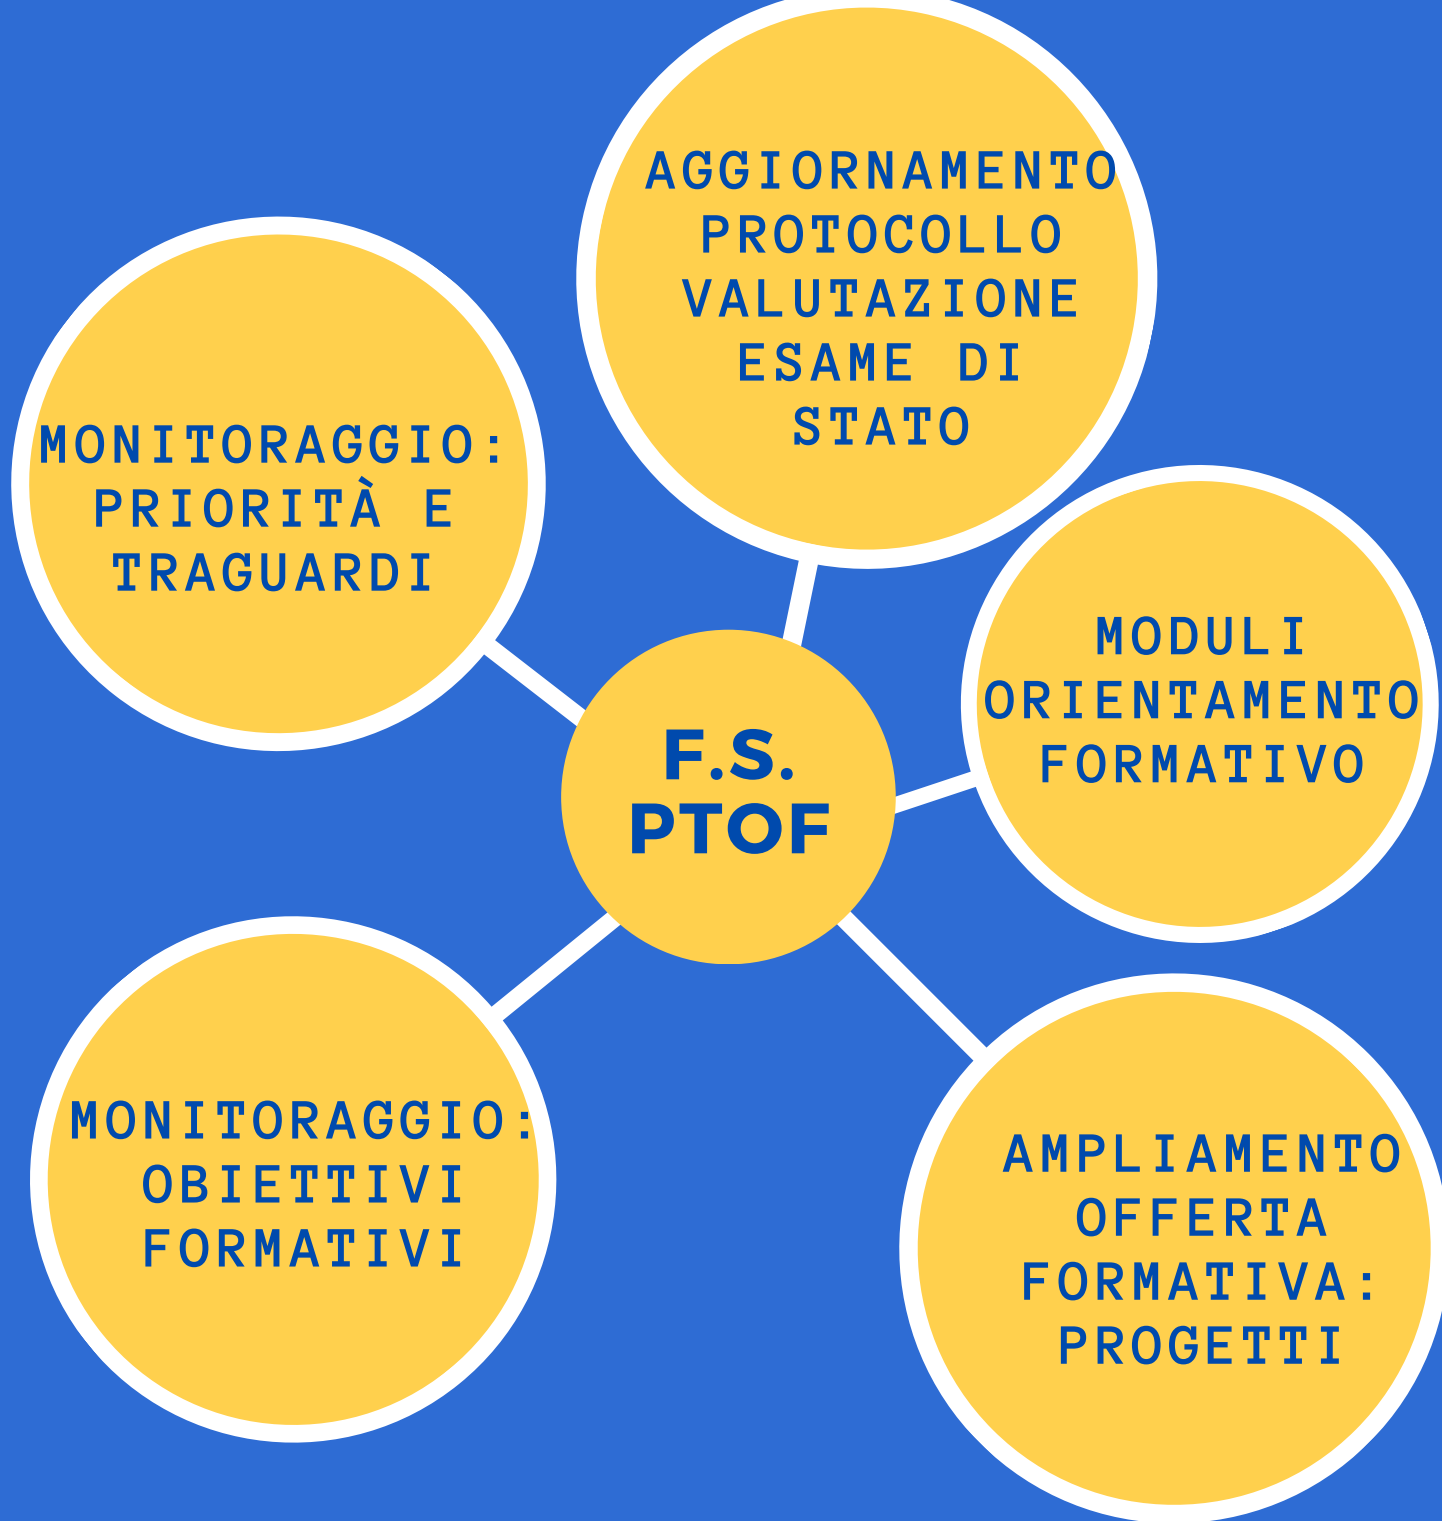 AGGIORNAMENTO
PROTOCOLLO
VALUTAZIONE
ESAME DI
STATO
MONITORAGGIO:
PRIORITÀ E
TRAGUARDI
MODULI
ORIENTAMENTO
FORMATIVO
F.S.
PTOF
MONITORAGGIO:
OBIETTIVI
FORMATIVI
AMPLIAMENTO
OFFERTA
FORMATIVA:
PROGETTI